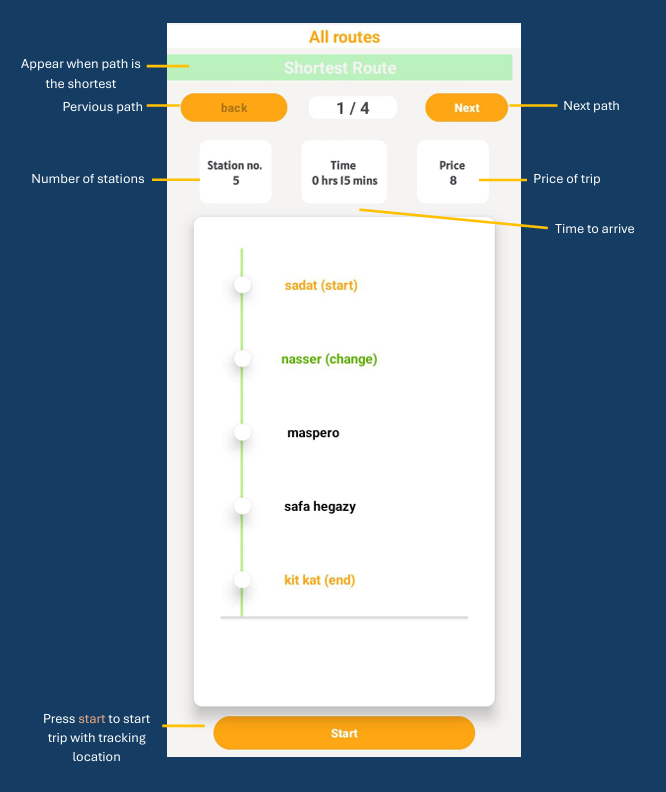 All routes
Appear when path is
the shortest
Shortest Route
Pervious path
back
1 / 4
Next
Next path
Number of stations
Station no.
5
Time
0 hrs 15 mins
Price
8
Price of trip
Time to arrive
sadat (start)
nasser (change)
maspero
safa hegazy
kit kat (end)
Press start to start
trip with tracking
location
Start